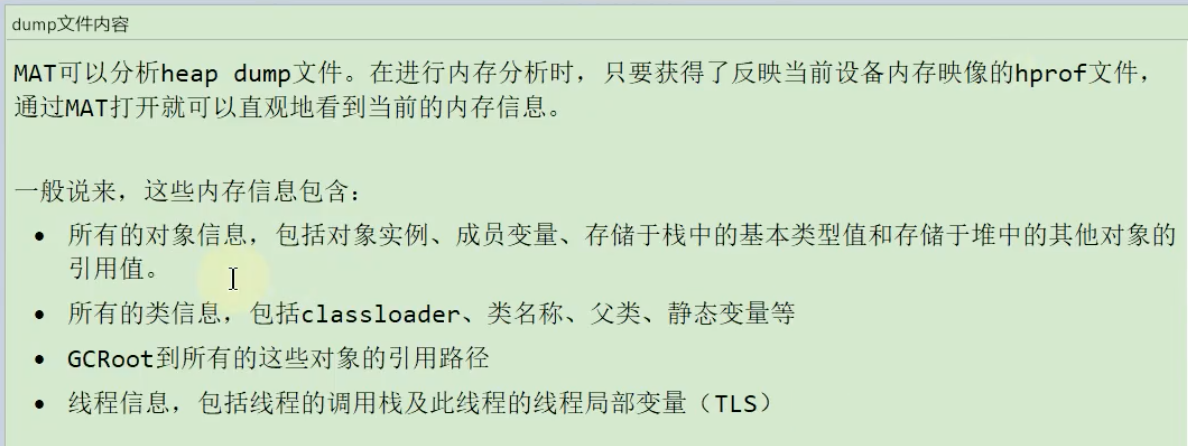 dump文件内容
MAT可以分析heap dump文件。在进行内存分析时，只要获得了反映当前设备内存映像的hprof文件，
通过MAT打开就可以直观地看到当前的内存信息。
一般说来，这些内存信息包含：
• 所有的对象信息，包括对象实例、成员变量、存储于栈中的基本类型值和存储于堆中的其他对象的
引用值。
• 所有的类信息，包括classloader、类名称、父类、静态变量等
• GCRoot到所有的这些对象的引用路径
• 线程信息，包括线程的调用栈及此线程的线程局部变量（TLS）